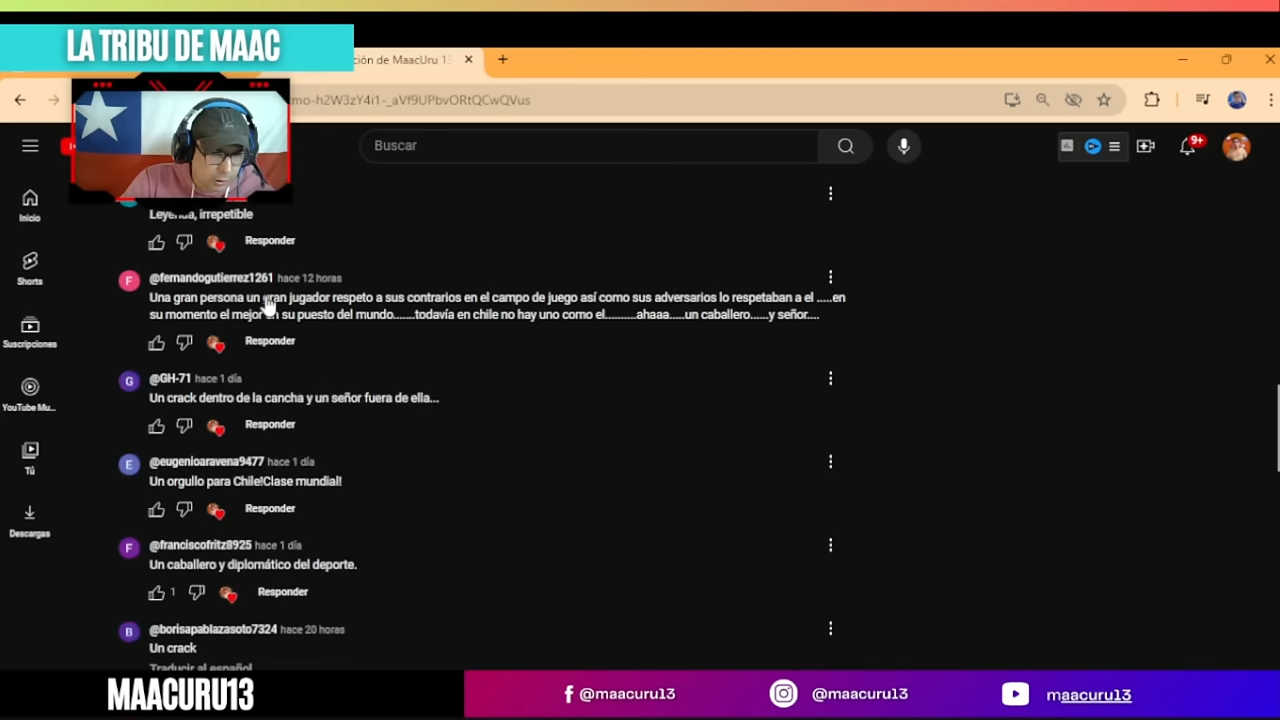 LA TRIBU DE MAAC
ción de MaacUru 13
mo-h2W3zY4i1-_aVf9UPbvORtQCwQVus
Buscar
9+
Inicio
Shorts
Suscripciones
YouTube Mu...
Tú
Descargas
Leyenda, irrepetible
Responder
F
@fernandogutierrez1261 hace 12 horas
Una gran persona un gran jugador respeto a sus contrarios en el campo de juego así como sus adversarios lo respetaban a el .....en
su momento el mejor en su puesto del mundo.......todavía en chile no hay uno como el..........ahaaa.....un caballero......y señor....
Responder
G
@GH-71 hace 1 día
Un crack dentro de la cancha y un señor fuera de ella...
Responder
E
@eugenioaravena9477 hace 1 día
Un orgullo para Chile!Clase mundial!
Responder
F
@franciscofritz8925 hace 1 día
Un caballero y diplomático del deporte.
1 Responder
B
@borisapablazasoto7324 hace 20 horas
Un crack
Traducir al español
MAACURU13
@maacuru13
@maacuru13
maacuru13